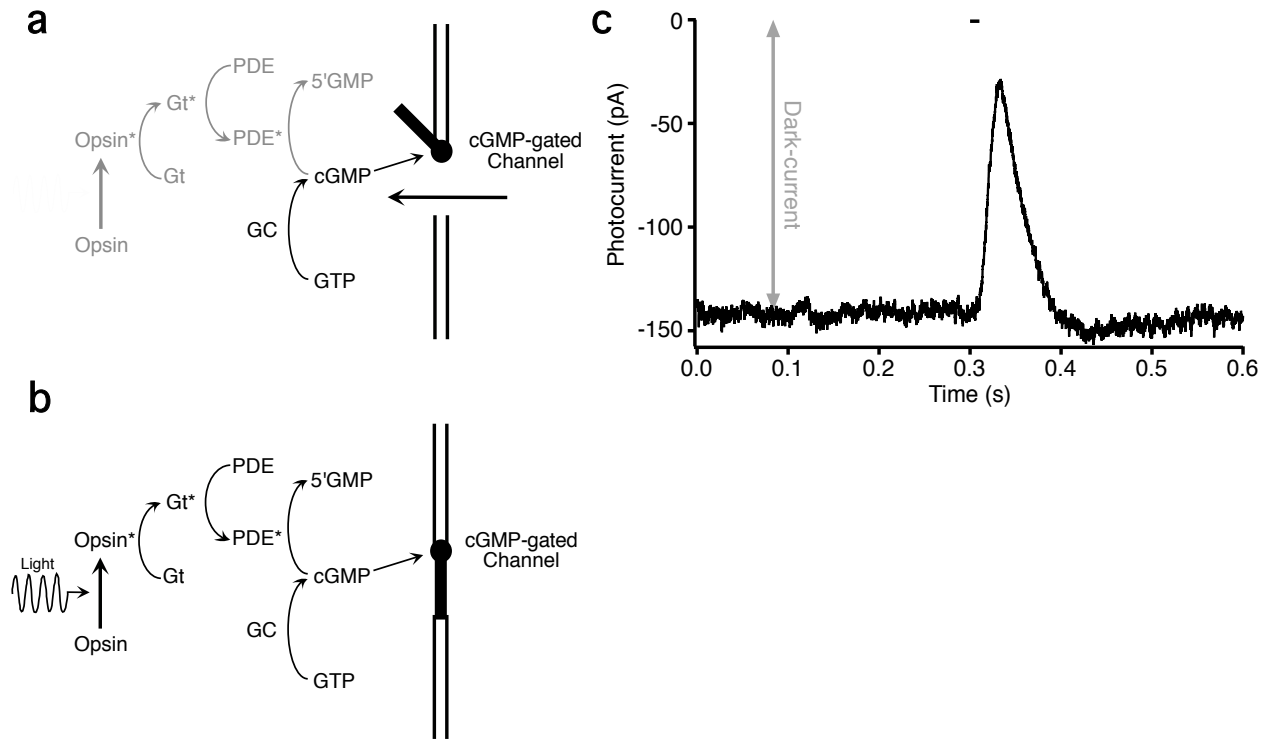 a
PDE
5'GMP
Gt*
Opsin*
PDE*
cGMP-gated
Channel
Gt
cGMP
GC
Opsin
GTP
b
PDE
5'GMP
Gt*
Opsin*
PDE*
cGMP-gated
Channel
Light
Gt
cGMP
GC
Opsin
GTP
c
Photocurrent (pA)
0
-50
-100
-150
Dark-current
0.0
0.1
0.2
0.3
0.4
0.5
0.6
Time (s)